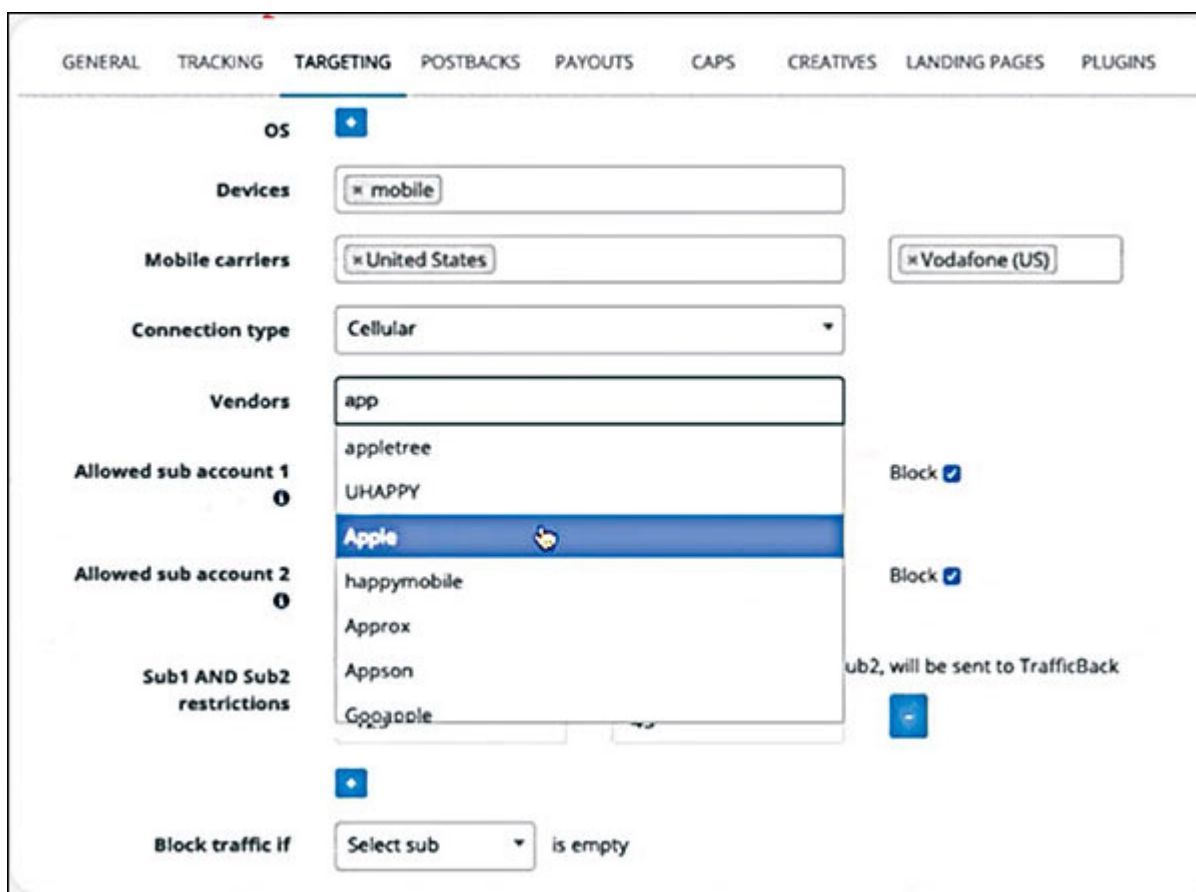 GENERAL TRACKING TARGETING POSTBACKS PAYOUTS CAPS CREATIVES LANDING PAGES PLUGINS
OS
Devices × mobile
Mobile carriers × United States × Vodafone (US)
Connection type Cellular
Vendors app
appletree
Allowed sub account 1 Block
UHAPPY
Apple
Allowed sub account 2 Block
happymobile
Approx
Sub1 AND Sub2 Appson ub2, will be sent to TrafficBack
restrictions
Gooapple
Block traffic if Select sub is empty